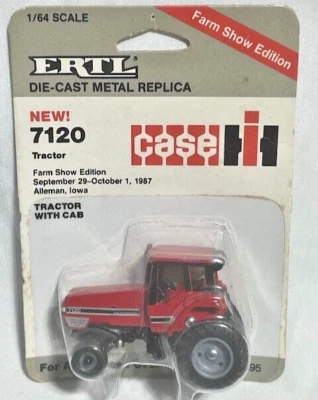 1/64 SCALE
Farm Show Edition
ERTL
DIE-CAST METAL REPLICA
NEW!
7120
Tractor
case IH
Farm Show Edition
September 29-October 1, 1987
Alleman, Iowa
TRACTOR
WITH CAB
7120
For